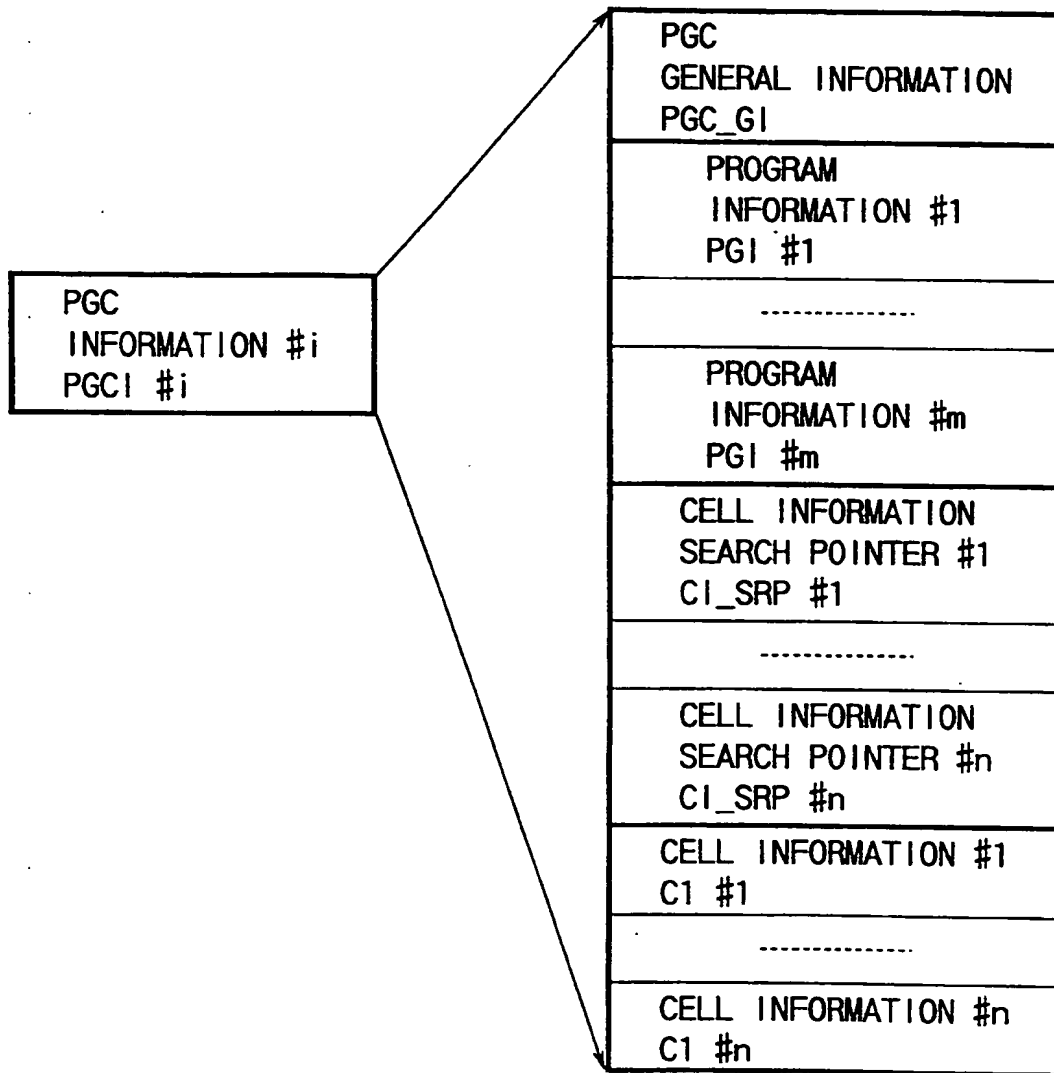 PGC
INFORMATION #i
PGCI #i
PGC
GENERAL INFORMATION
PGC_GI
PROGRAM
INFORMATION #1
PGI #1
PROGRAM
INFORMATION #m
PGI #m
CELL INFORMATION
SEARCH POINTER #1
CI_SRP #1
CELL INFORMATION
SEARCH POINTER #n
CI_SRP #n
CELL INFORMATION #1
C1 #1
CELL INFORMATION #n
C1 #n